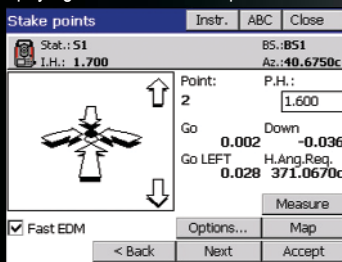 Stake points Instr. ABC Close
Stat.: S1 BS.:BS1
I.H.: 1.700 Az.:40.6750c
Point: P.H.:
2 1.600
Go Down
0.002 -0.036
Go LEFT H.Ang.Req.
0.028 371.0670c
Measure
Fast EDM Options... Map
< Back Next Accept